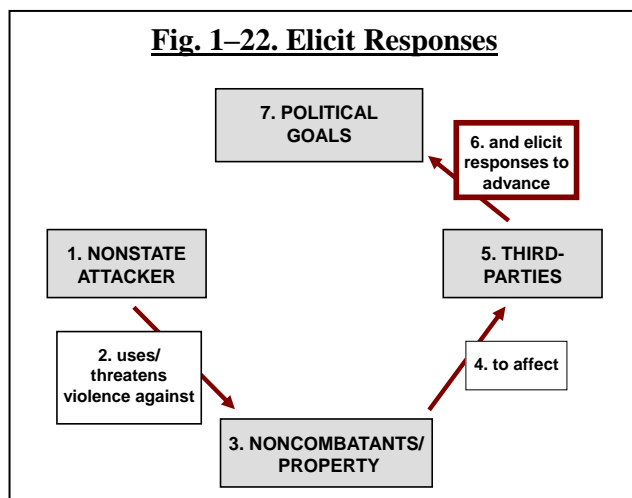 Fig. 1–22. Elicit Responses
7. POLITICAL
GOALS
6. and elicit
responses to
advance
1. NONSTATE
ATTACKER
5. THIRD-
PARTIES
2. uses/
threatens
violence against
4. to affect
3. NONCOMBATANTS/
PROPERTY